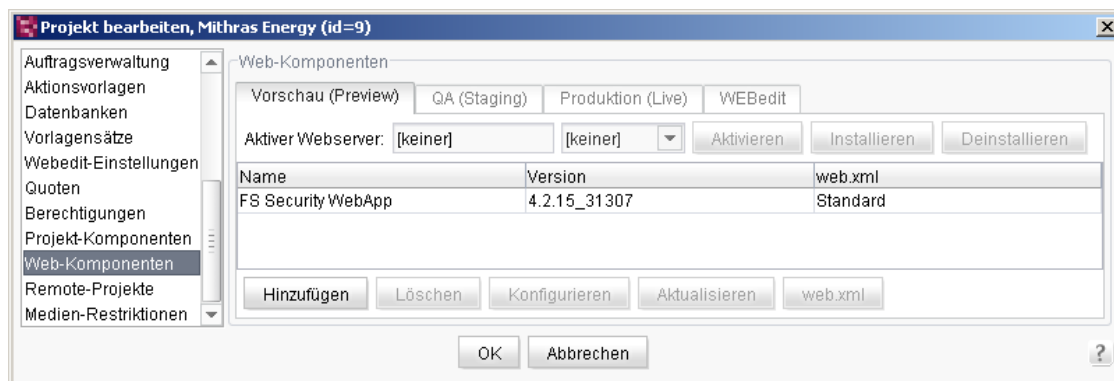 Projekt bearbeiten, Mithras Energy (id=9)
Auftragsverwaltung
Aktionsvorlagen
Datenbanken
Vorlagensätze
Webedit-Einstellungen
Quoten
Berechtigungen
Projekt-Komponenten
Web-Komponenten
Remote-Projekte
Medien-Restriktionen
Web-Komponenten
Vorschau (Preview) QA (Staging) Produktion (Live) WEBedit
Aktiver Webserver: [keiner] [keiner] Aktivieren Installieren Deinstallieren
Name Version web.xml
FS Security WebApp 4.2.15_31307 Standard
Hinzufügen Löschen Konfigurieren Aktualisieren web.xml
OK Abbrechen ?